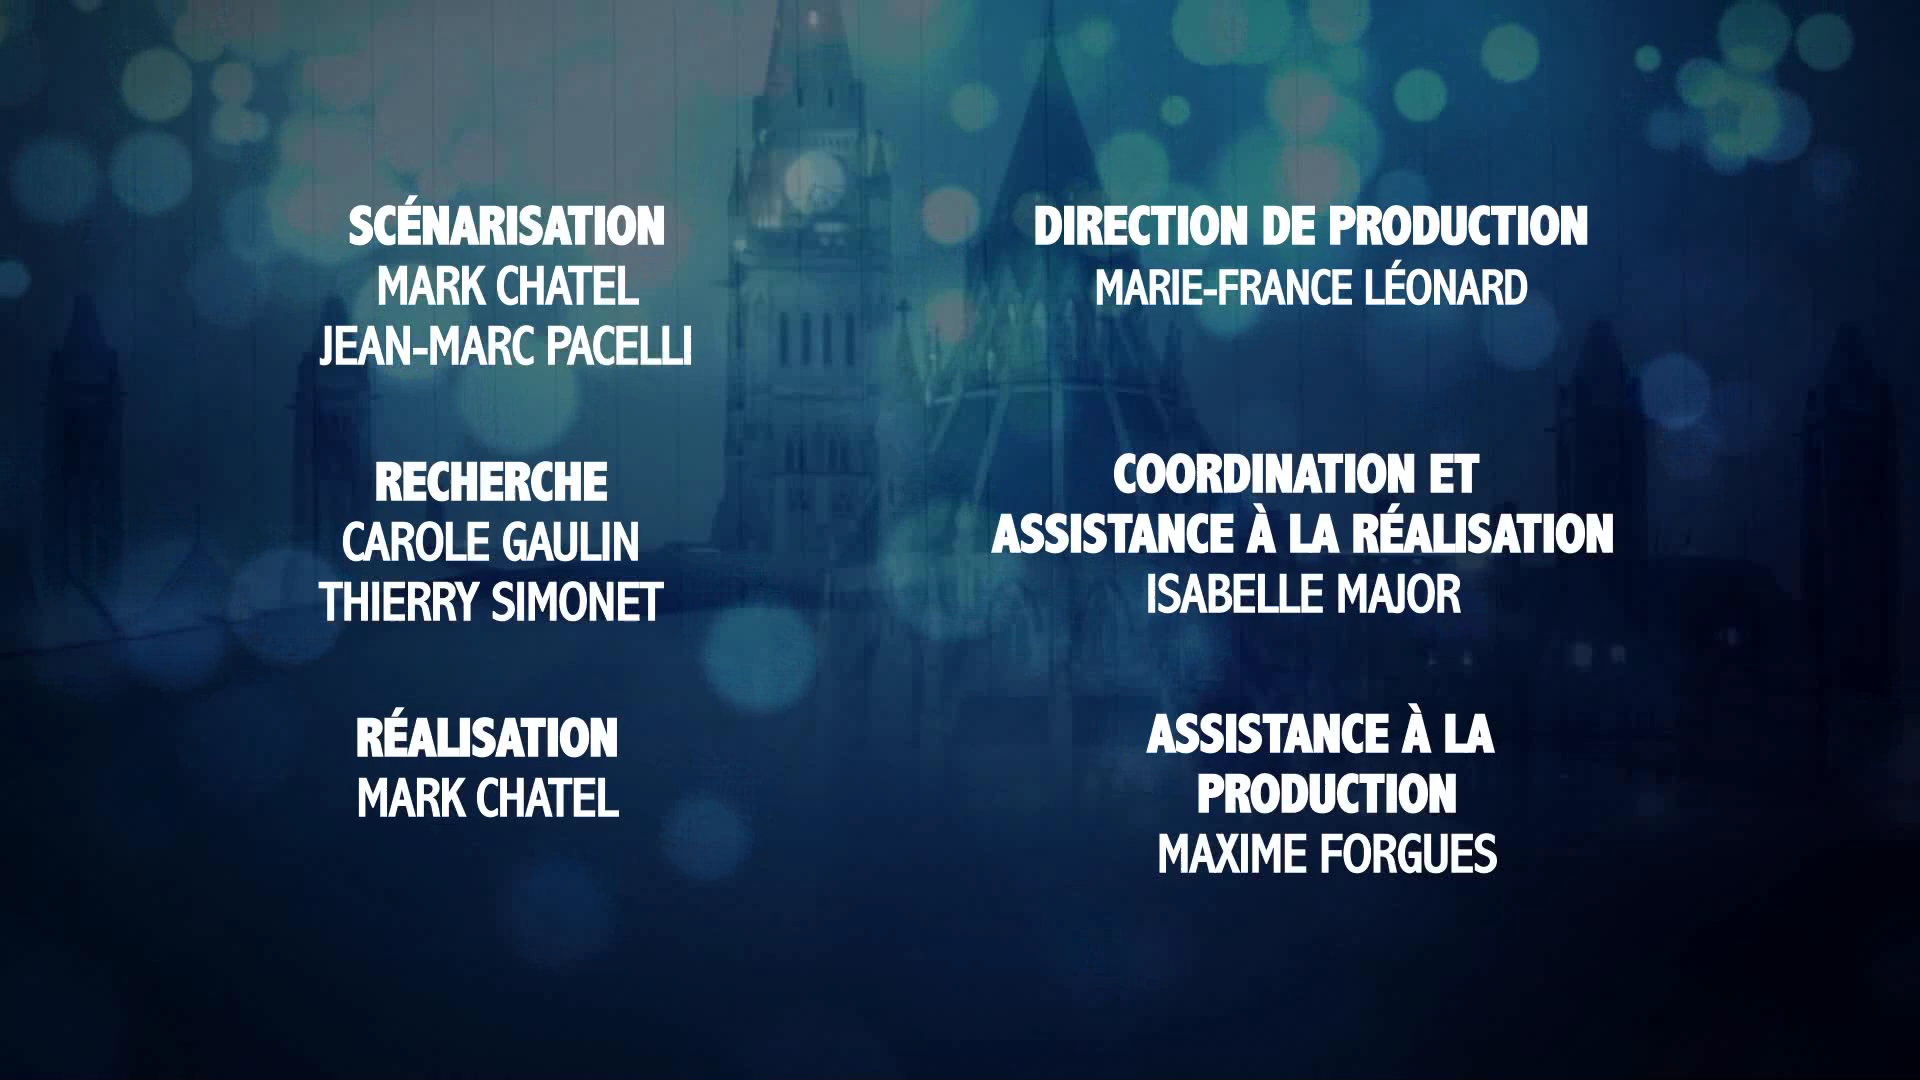 SCÉNARISATION
MARK CHATEL
JEAN-MARC PACELLI
RECHERCHE
CAROLE GAULIN
THIERRY SIMONET
RÉALISATION
MARK CHATEL
DIRECTION DE PRODUCTION
MARIE-FRANCE LÉONARD
COORDINATION ET
ASSISTANCE À LA RÉALISATION
ISABELLE MAJOR
ASSISTANCE À LA
PRODUCTION
MAXIME FORGUES